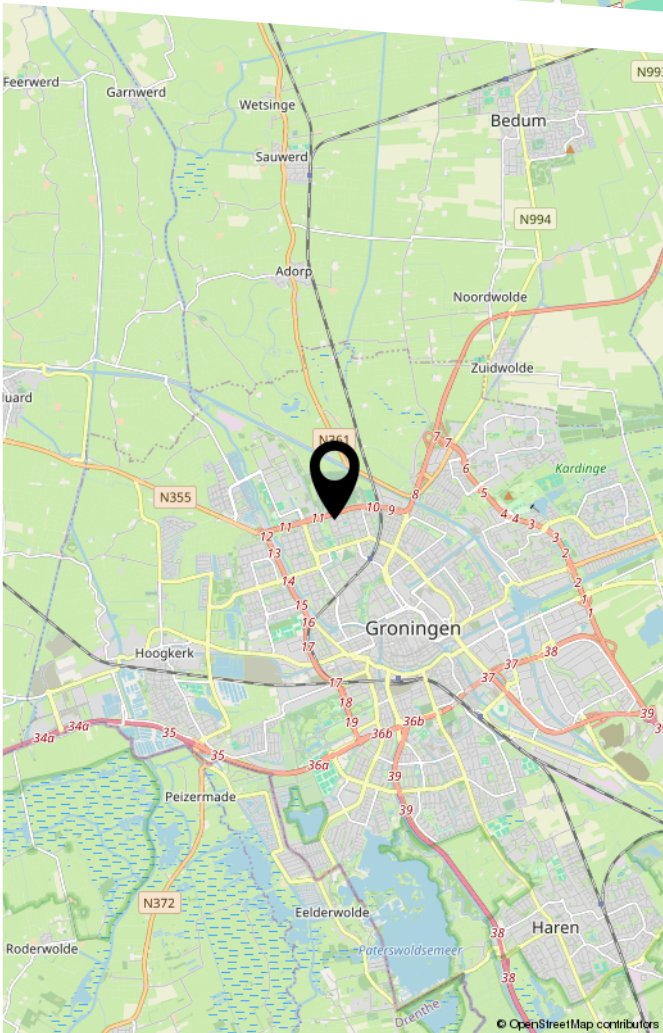 N993
Feerwerd
Garnwerd
Wetsinge
Bedum
Sauwerd
N994
Adorp
Noordwolde
Zuidwolde
N361
7
7
6
Kardinge
N355
5
8
11
10
9
4
4
3
11
12
3
13
2
14
2
15
1
16
1
Groningen
17
38
Hoogkerk
37
17
37
18
39
34a
34a
35
19
36b
36b
35
36a
39
Peizermade
39
N372
Eelderwolde
38
Haren
Roderwolde
Paterswoldsemeer
38
Drenthe
© OpenStreetMap contributors